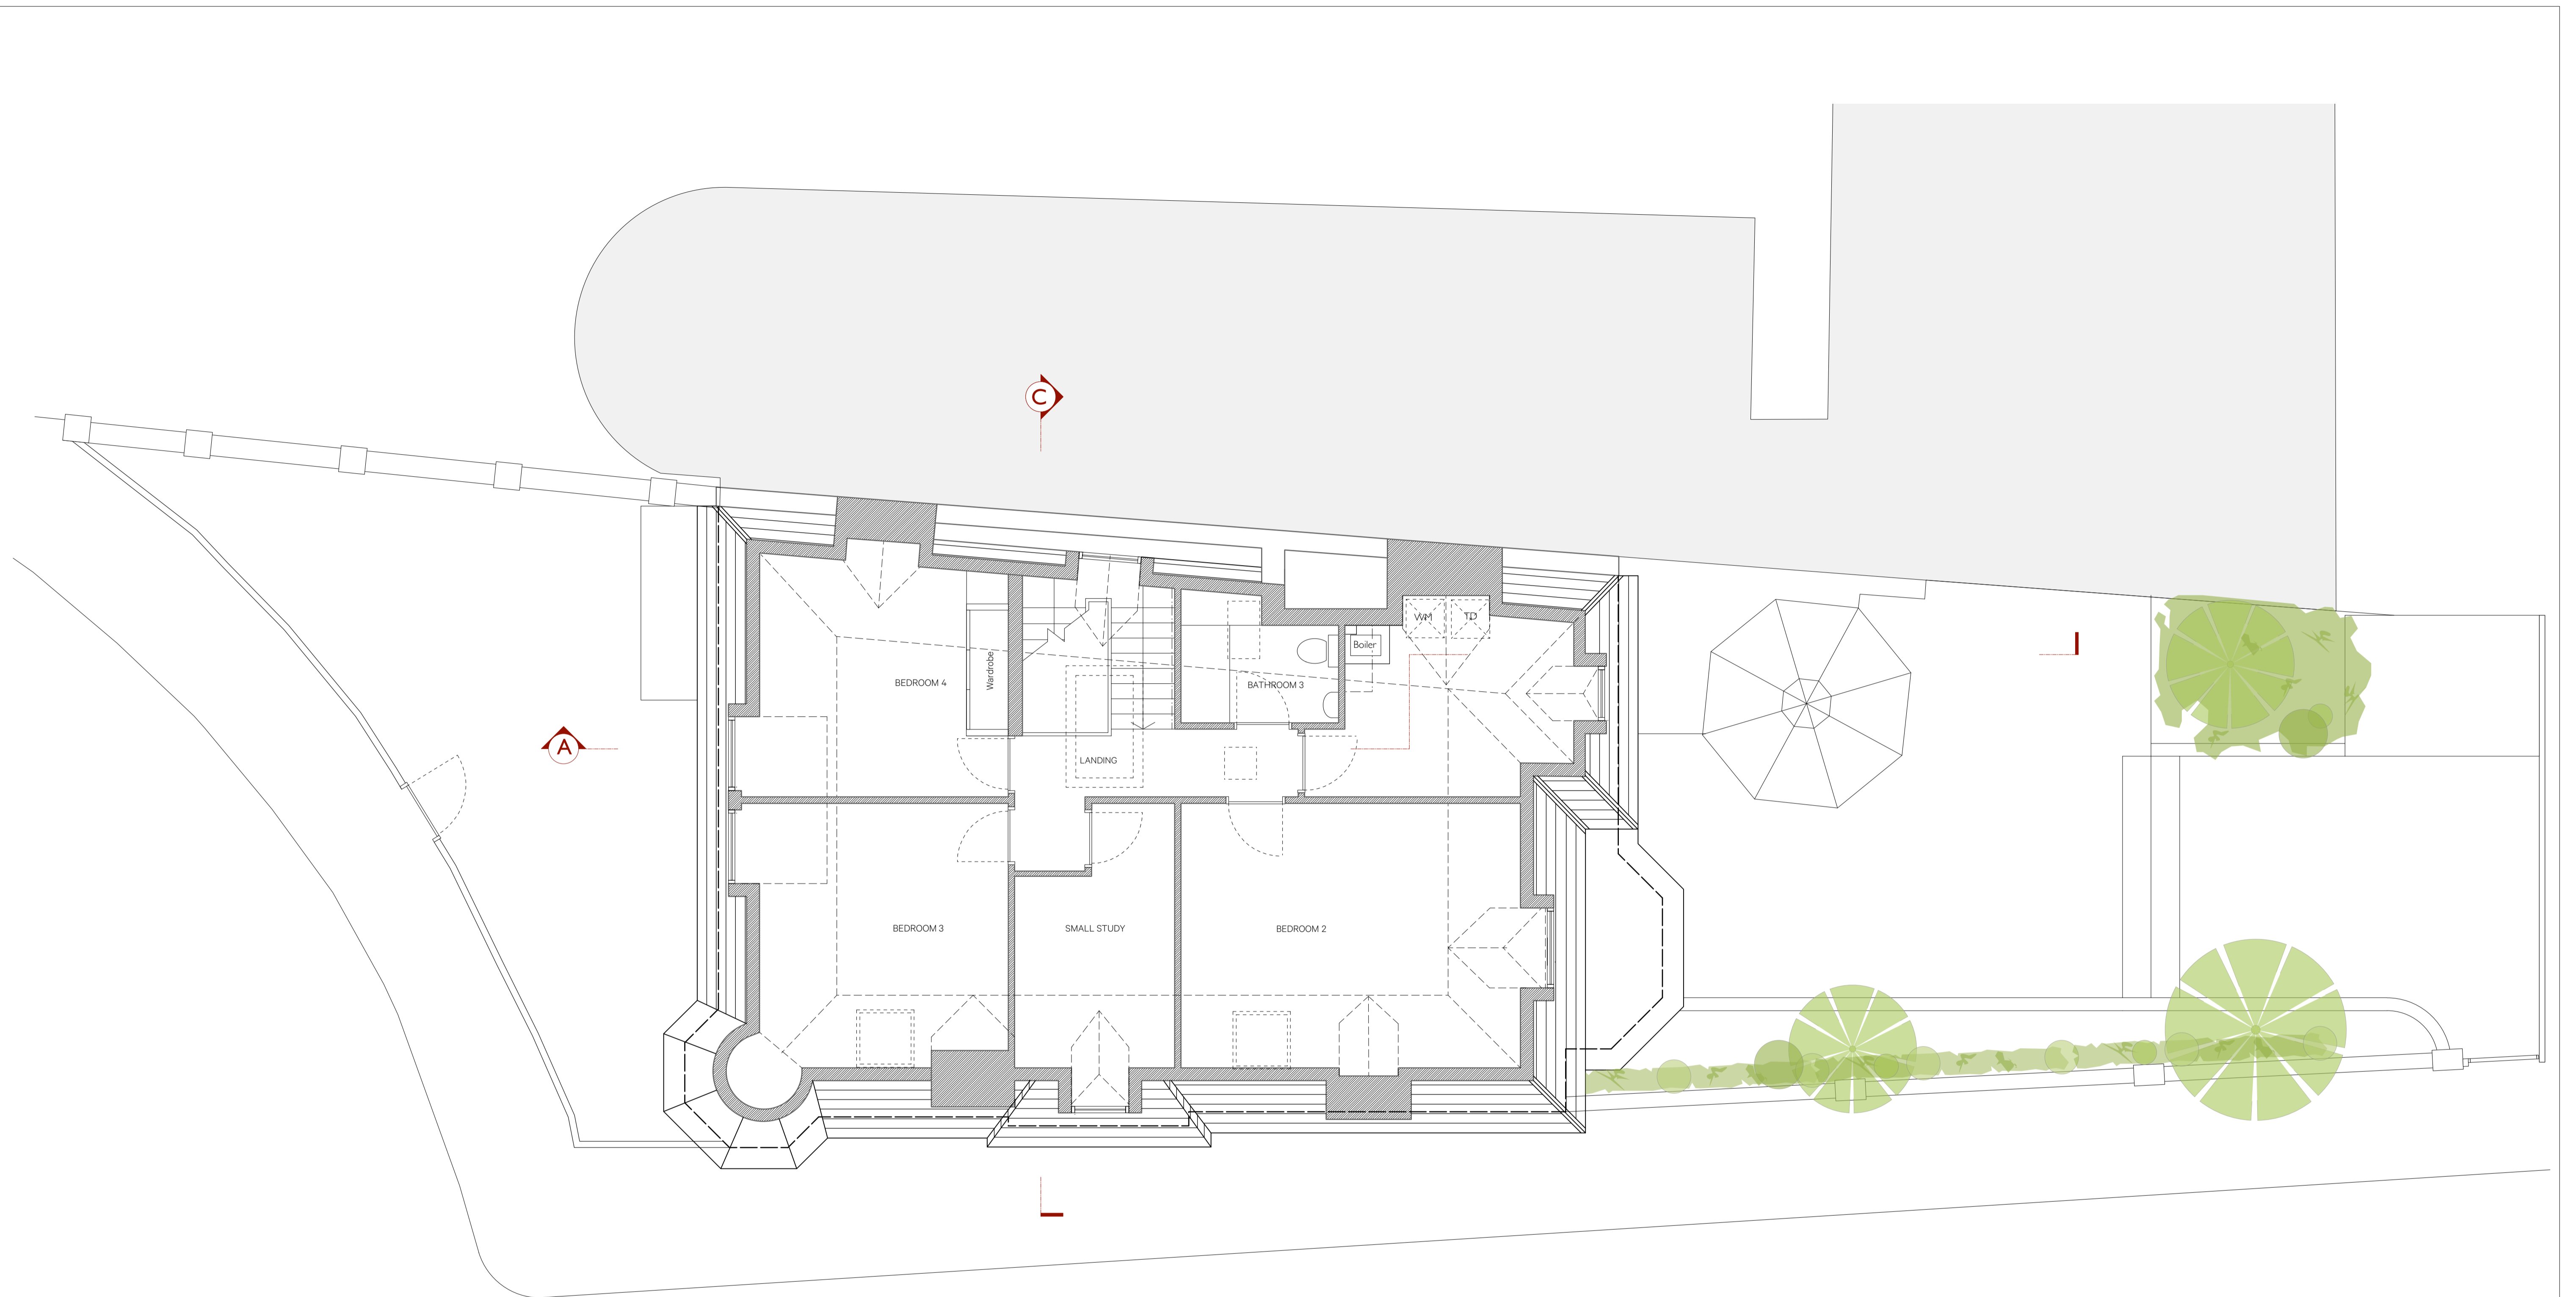 C
WM
TD
Boiler
BEDROOM 4
Wardrobe
BATHROOM 3
A
LANDING
BEDROOM 3
SMALL STUDY
BEDROOM 2